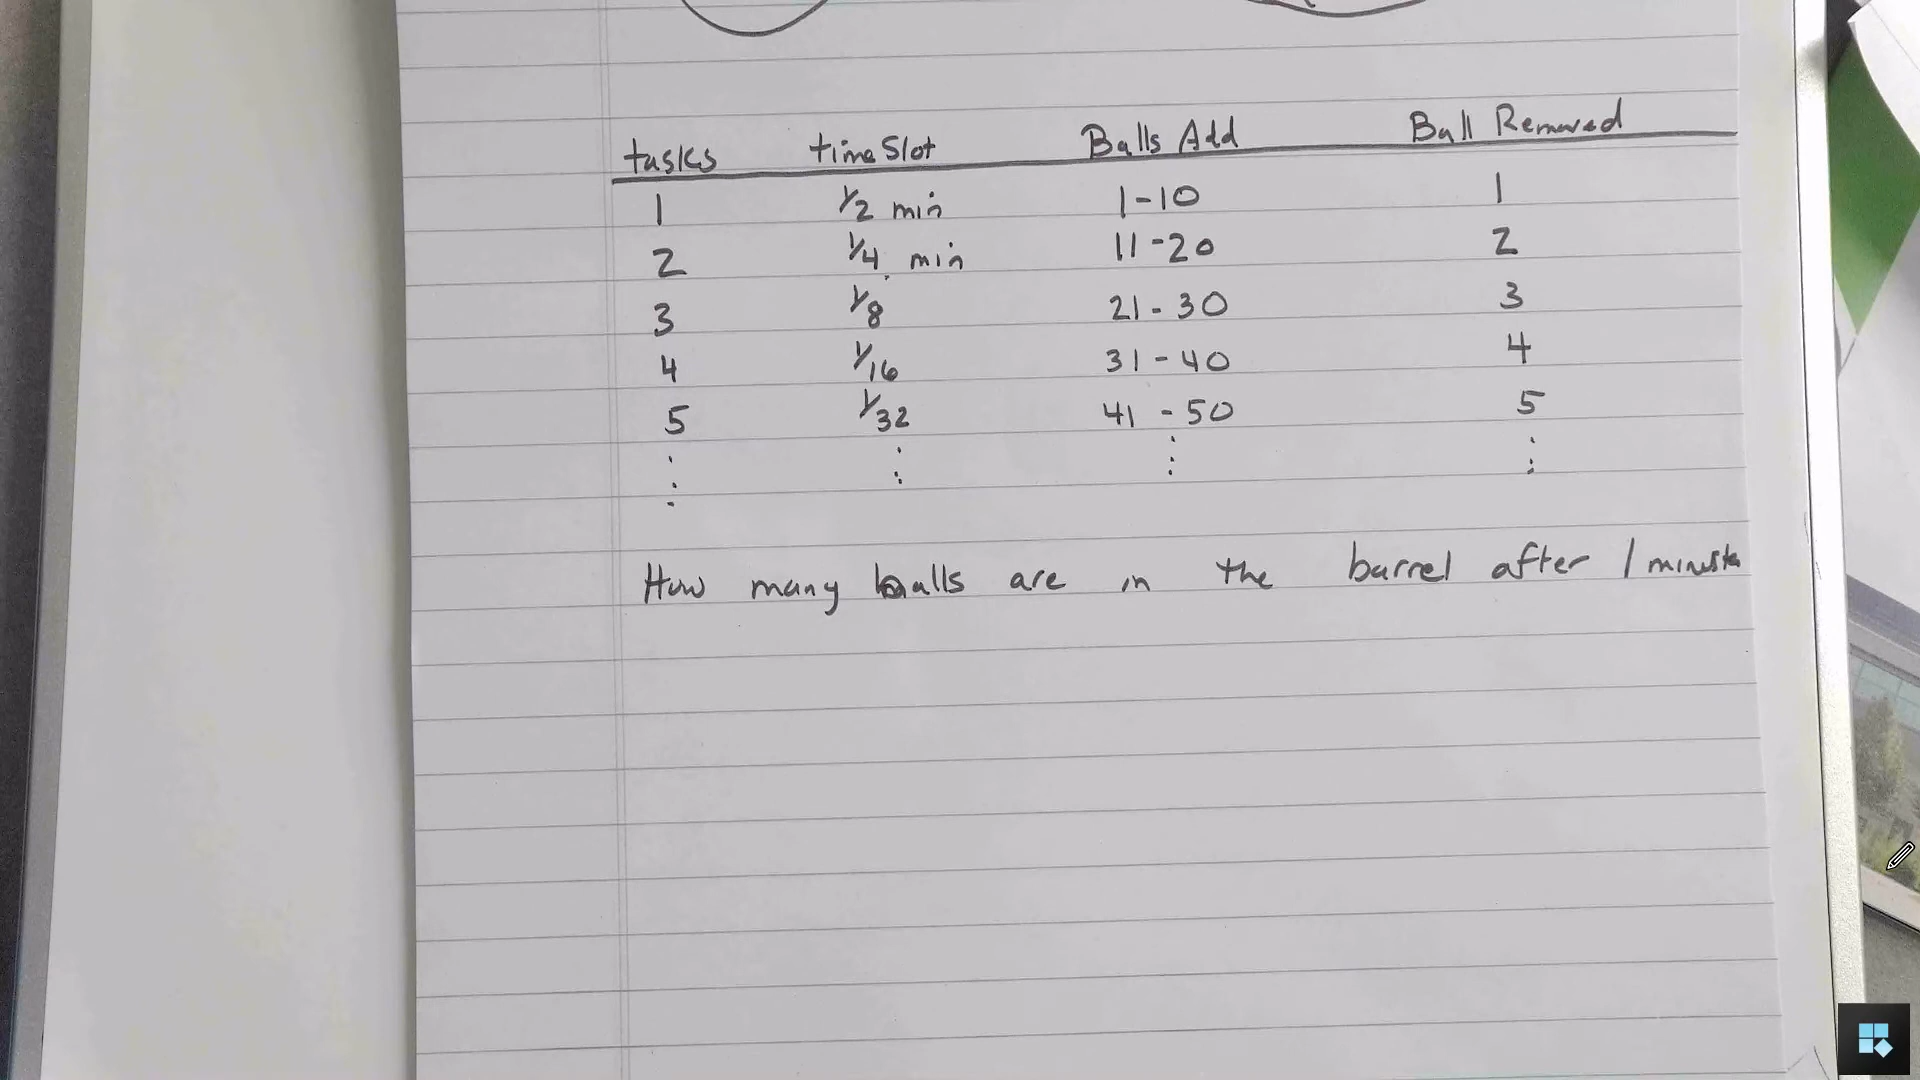 tasks time Slot Balls Add Ball Removed
1 1/2 min 1-10 1
2 1/4 min 11-20 2
3 1/8 21-30 3
4 1/16 31-40 4
5 1/32 41-50 5
How many balls are in the barrel after 1 minute